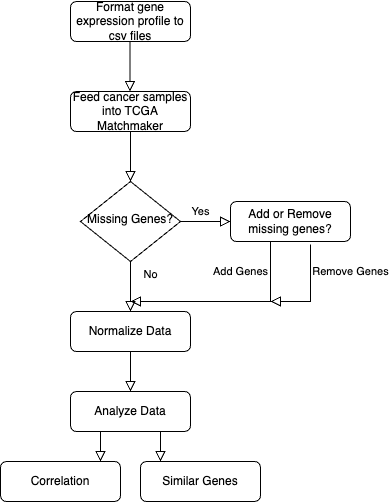 Format gene
expression profile to
csv files
Feed cancer samples
into TCGA
Matchmaker
Missing Genes?
Yes
Add or Remove
missing genes?
No
Add Genes
Remove Genes
Normalize Data
Analyze Data
Correlation
Similar Genes